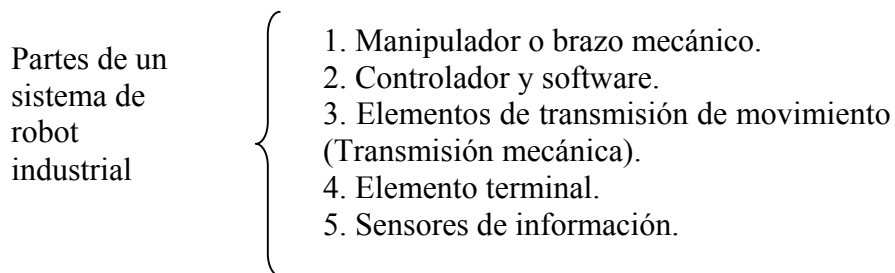 Partes de un
sistema de
robot
industrial
1. Manipulador o brazo mecánico.
2. Controlador y software.
3. Elementos de transmisión de movimiento
(Transmisión mecánica).
4. Elemento terminal.
5. Sensores de información.